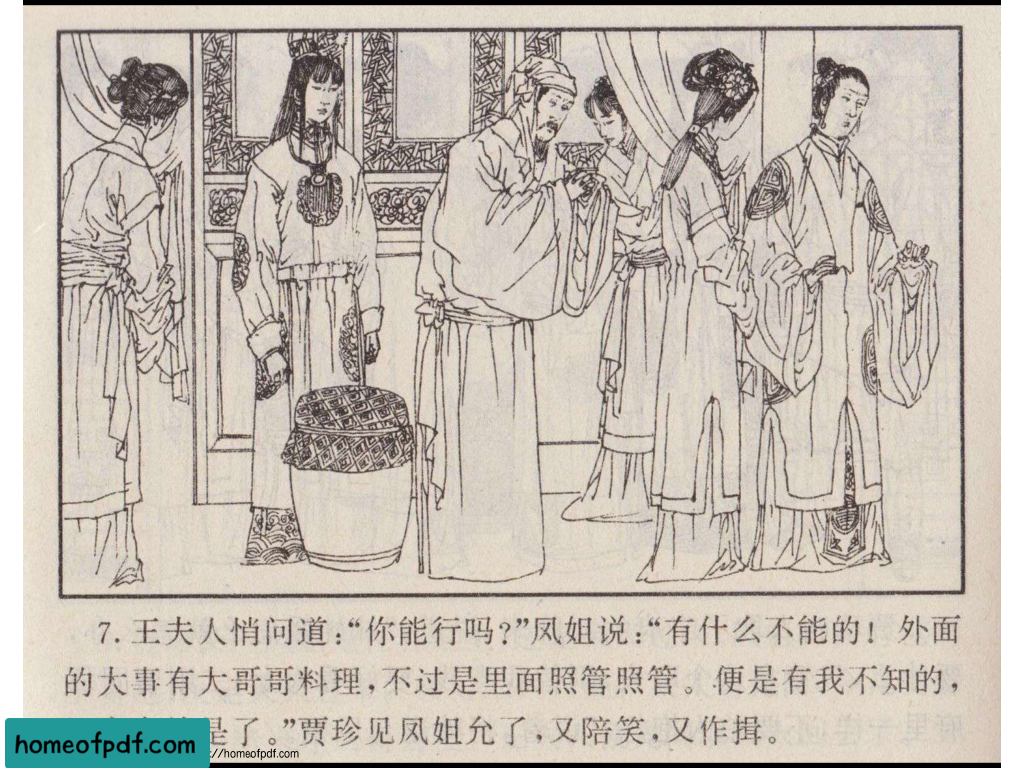 7. 王夫人悄问道：“你能行吗？”凤姐说：“有什么不能的！外面
的大事有大哥哥料理，不过是里面照管照管。便是有我不知的，
是了。”贾珍见凤姐允了，又陪笑，又作揖。
homeofpdf.com
//homeofpdf.com